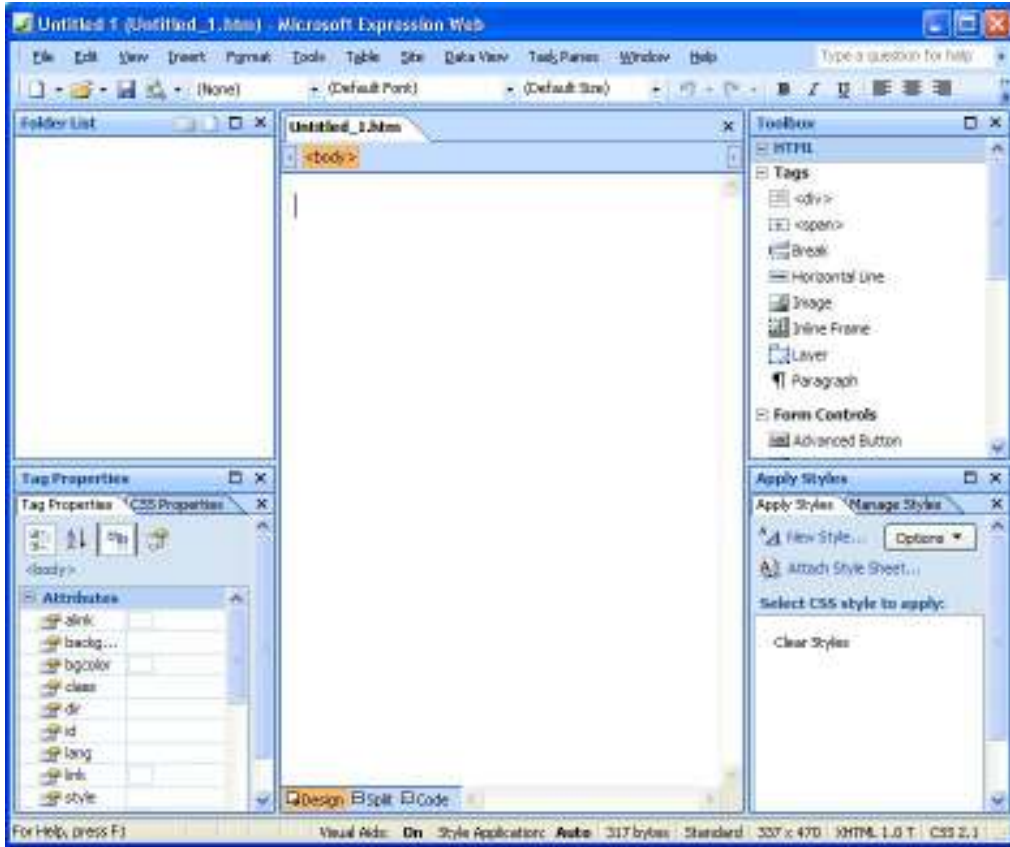 Untitled 1 (Untitled_1.htm) - Microsoft Expression Web
File Edit View Insert Format Tools Table Site Data View Task Panes Window Help Type a question for help
(None) (Default Font) (Default Size) B I U
Folder List
Untitled_1.htm
<body>
Toolbox
HTML
Tags
<div>
<span>
Break
Horizontal Line
Image
Inline Frame
Layer
Paragraph
Form Controls
Advanced Button
Tag Properties
Tag Properties CSS Properties
<body>
Attributes
alink
backg...
bgcolor
class
dir
id
lang
link
style
Apply Styles
Apply Styles Manage Styles
New Style... Options
Attach Style Sheet...
Select CSS style to apply:
Clear Styles
Design Split Code
For Help, press F1 Visual Aids: On Style Application: Auto 317 bytes Standard 337 x 470 XHTML 1.0 T CSS 2.1